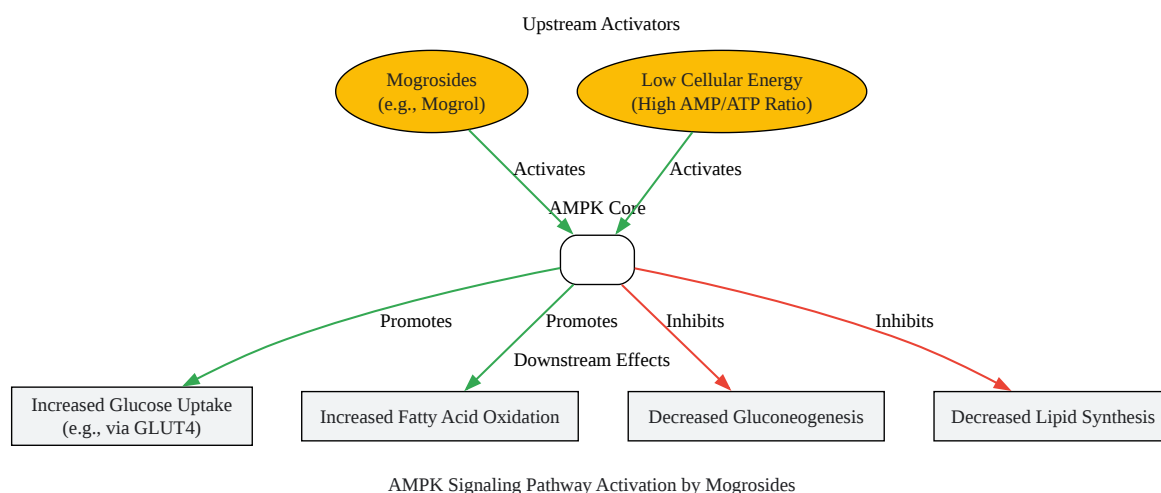 Upstream Activators
Mogrosides
(e.g., Mogrol)
Low Cellular Energy
(High AMP/ATP Ratio)
Activates
Activates
AMPK Core
Promotes
Promotes
Inhibits
Inhibits
Downstream Effects
Increased Glucose Uptake
(e.g., via GLUT4)
Increased Fatty Acid Oxidation
Decreased Gluconeogenesis
Decreased Lipid Synthesis
AMPK Signaling Pathway Activation by Mogrosides